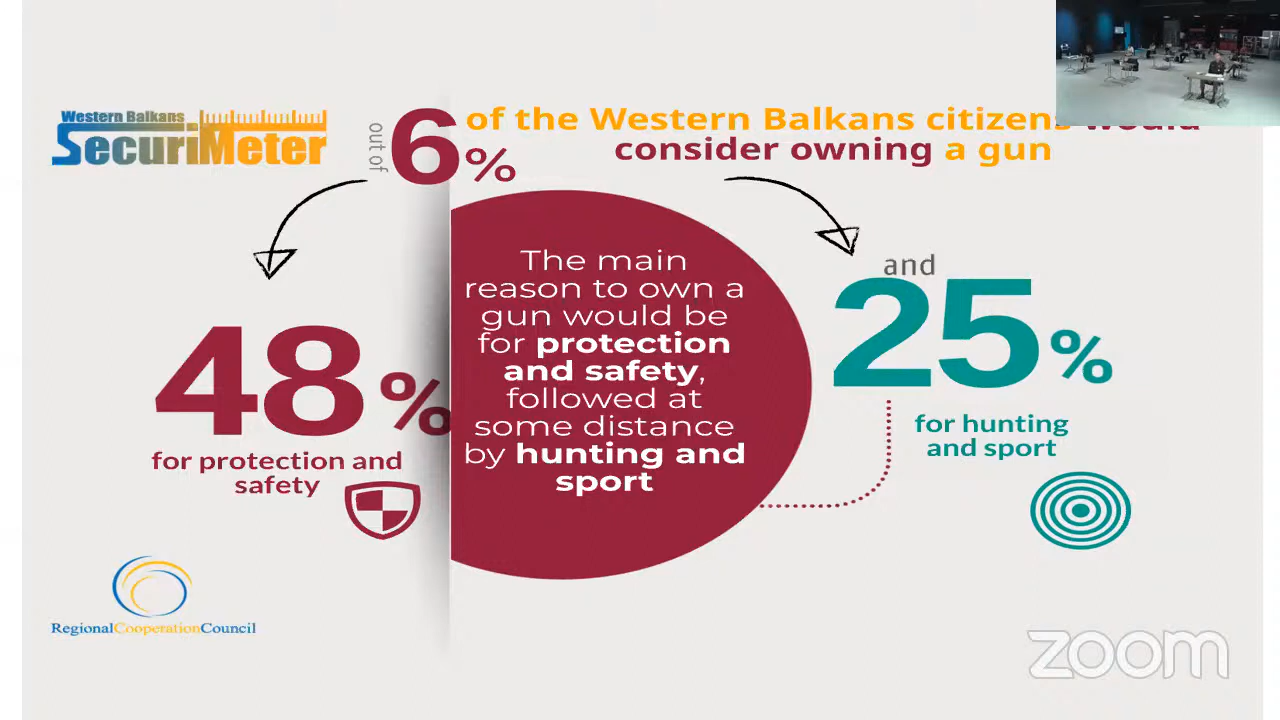 Western Balkans
SecuriMeter
out of
6%
of the Western Balkans citizens would
consider owning a gun
The main
reason to own a
gun would be
for protection
and safety,
followed at
some distance
by hunting and
sport
48%
for protection and
safety
and
25%
for hunting
and sport
RegionalCooperationCouncil
zoom